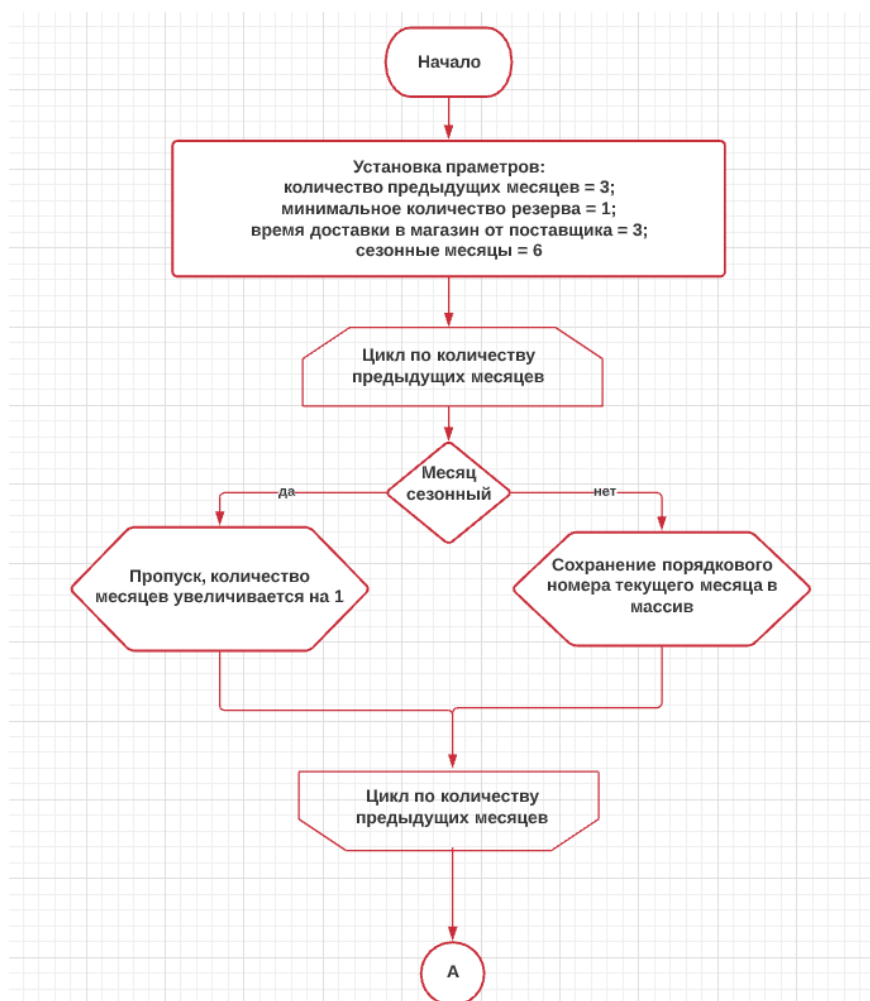 Начало
Установка праметров:
количество предыдущих месяцев = 3;
минимальное количество резерва = 1;
время доставки в магазин от поставщика = 3;
сезонные месяцы = 6
Цикл по количеству
предыдущих месяцев
Месяц
сезонный
да
нет
Пропуск, количество
месяцев увеличивается на 1
Сохранение порядкового
номера текущего месяца в
массив
Цикл по количеству
предыдущих месяцев
А